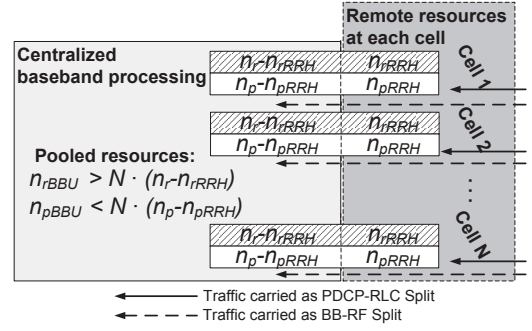 Remote resources
at each cell
Centralized
baseband processing
n_r-n_rRRH n_rRRH
n_p-n_pRRH n_pRRH
Cell 1
n_r-n_rRRH n_rRRH
n_p-n_pRRH n_pRRH
Cell 2
Pooled resources:
n_rBBU > N · (n_r-n_rRRH)
n_pBBU < N · (n_p-n_pRRH)
n_r-n_rRRH n_rRRH
n_p-n_pRRH n_pRRH
Cell N
Traffic carried as PDCP-RLC Split
Traffic carried as BB-RF Split